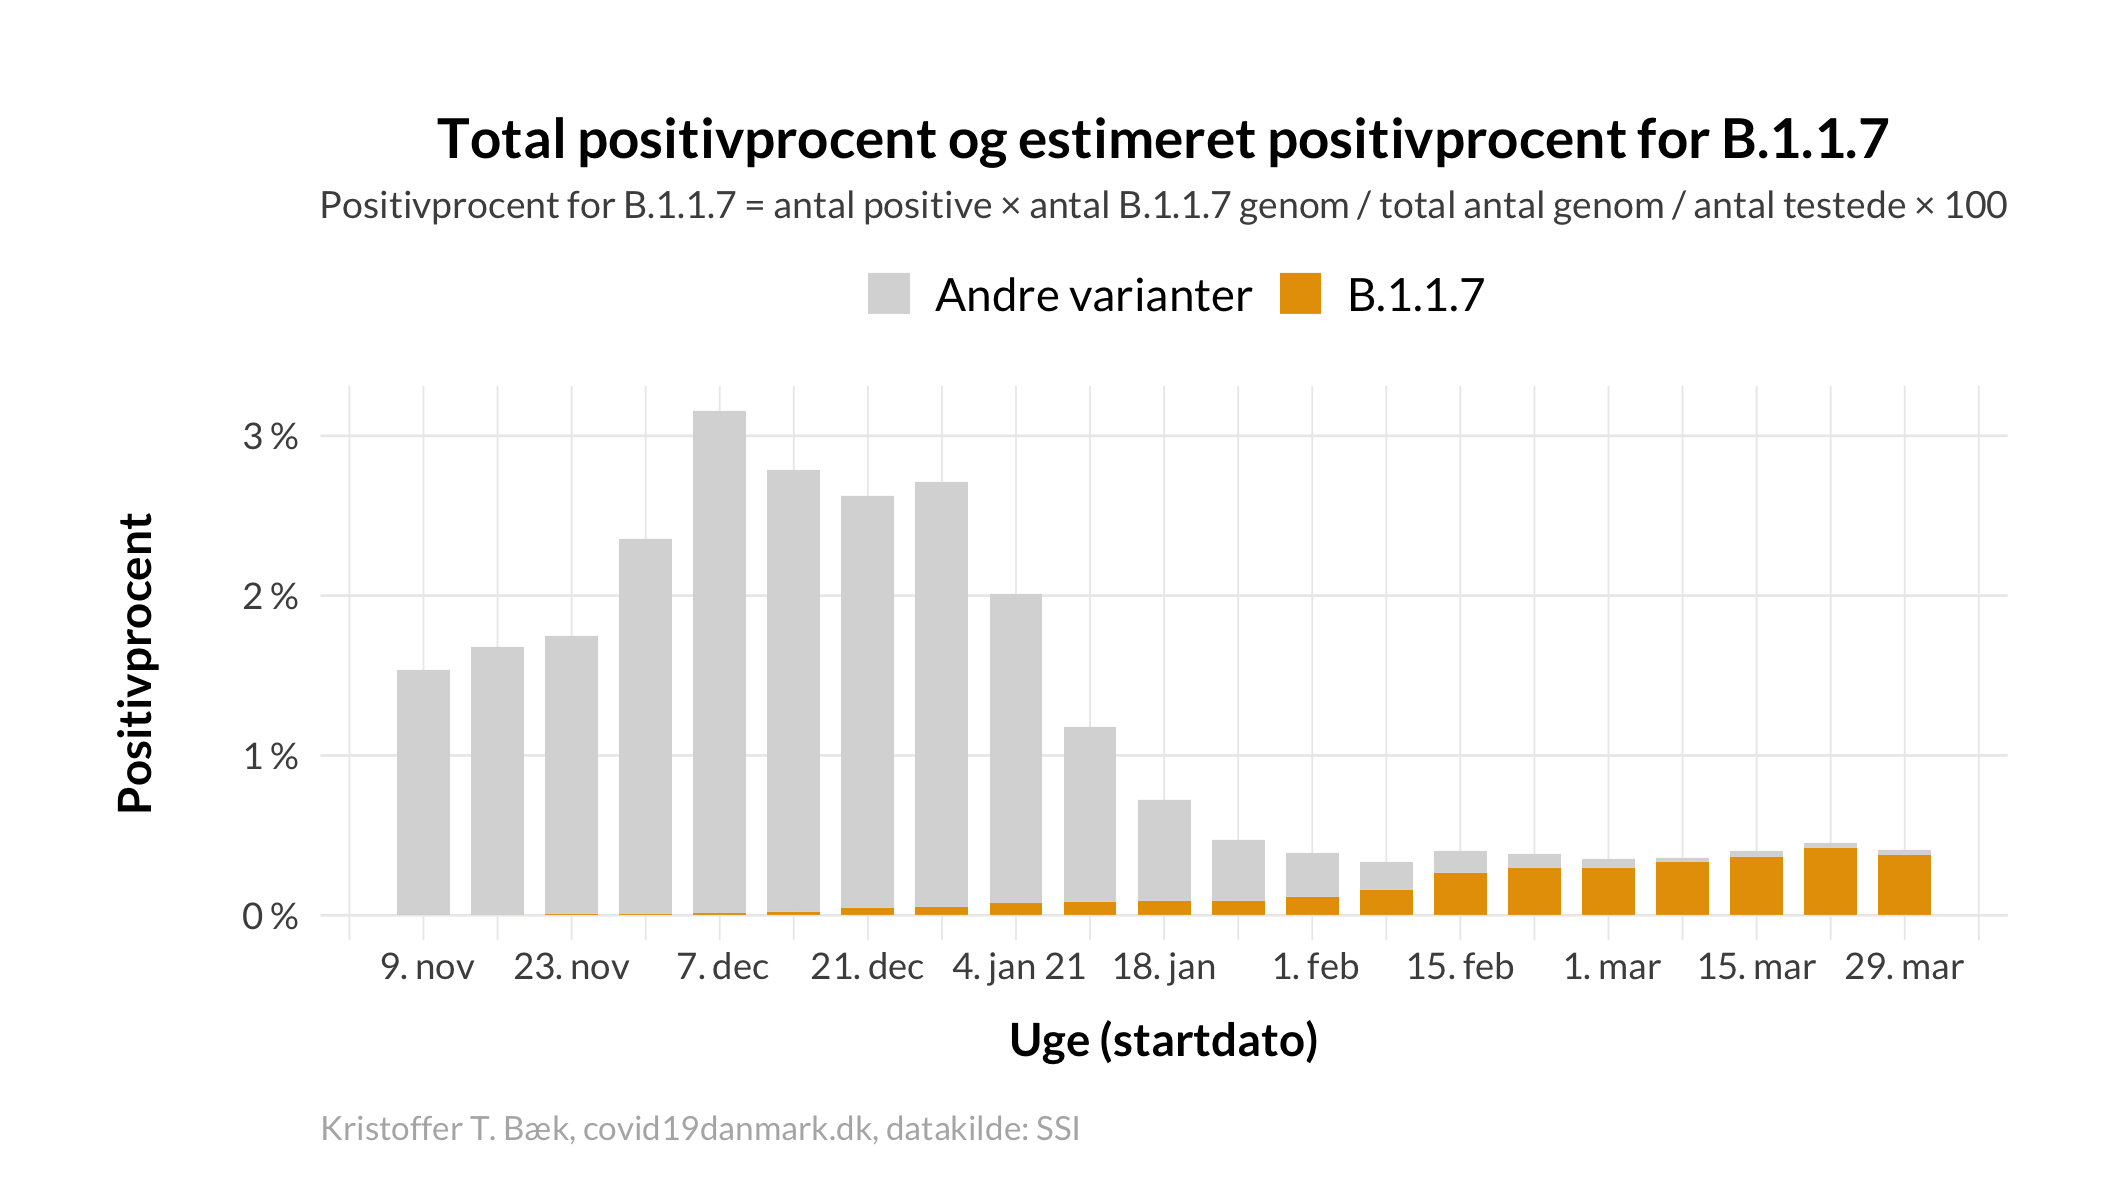 Total positivprocent og estimeret positivprocent for B.1.1.7
Positivprocent for B.1.1.7 = antal positive × antal B.1.1.7 genom / total antal genom / antal testede × 100
Andre varianter B.1.1.7
3 %
2 %
1 %
0 %
Positivprocent
9. nov 23. nov 7. dec 21. dec 4. jan 21 18. jan 1. feb 15. feb 1. mar 15. mar 29. mar
Uge (startdato)
Kristoffer T. Bæk, covid19danmark.dk, datakilde: SSI